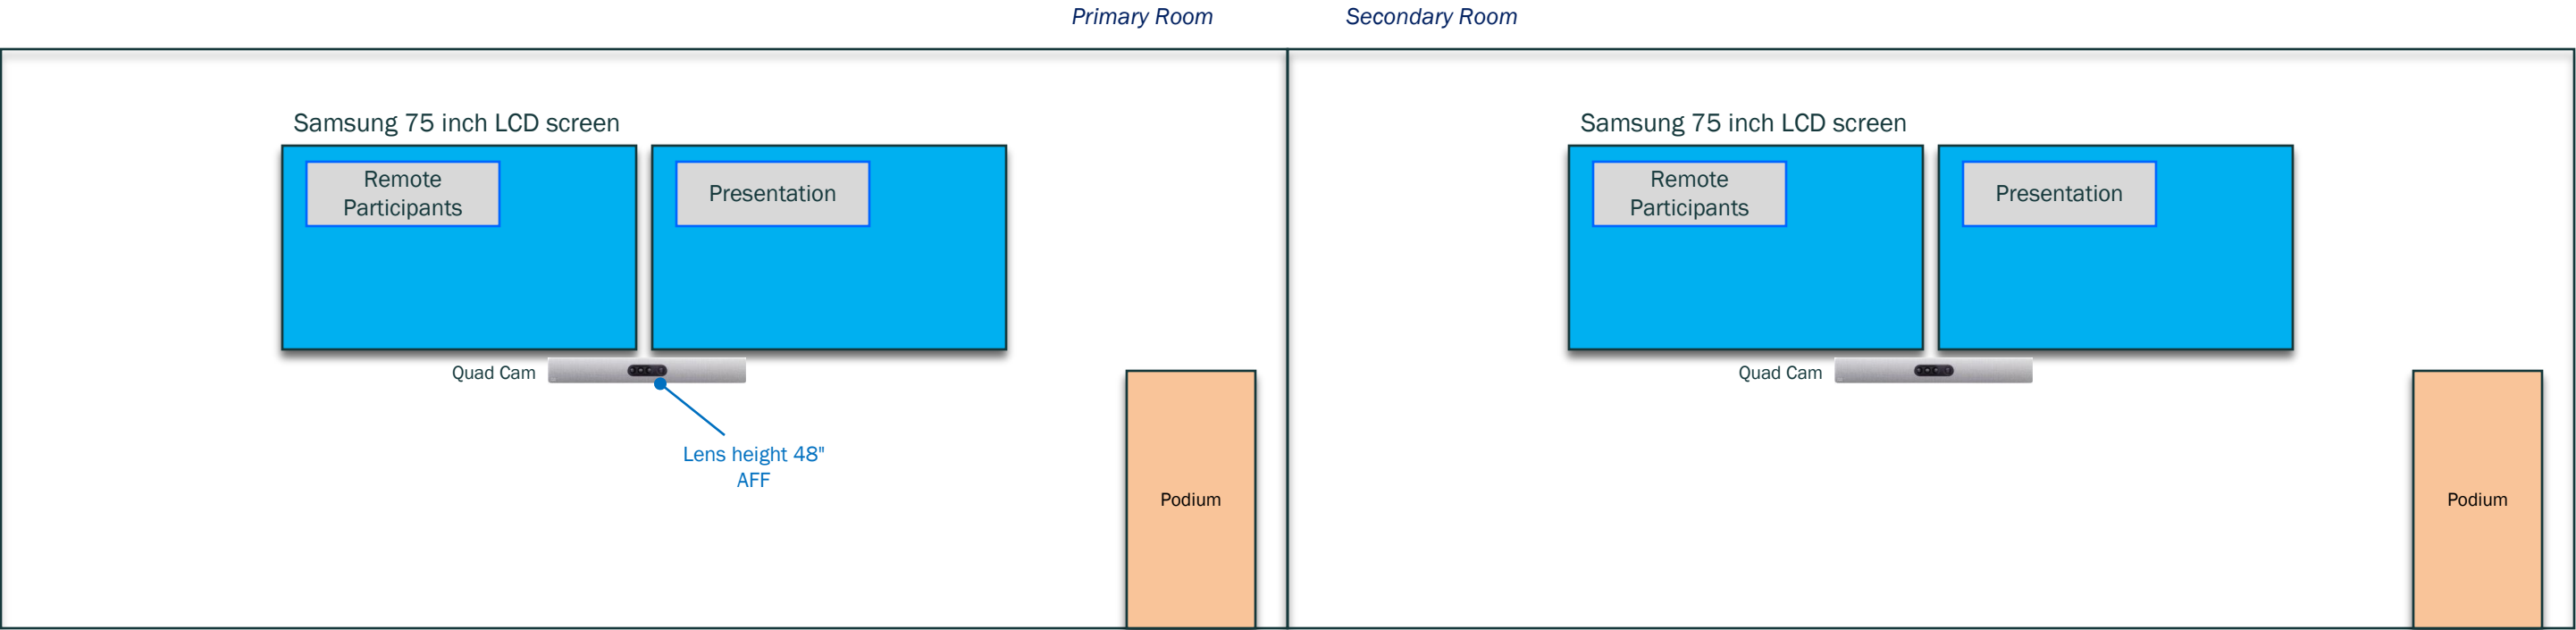 Primary Room
Secondary Room
Samsung 75 inch LCD screen
Remote
Participants
Presentation
Quad Cam
Lens height 48"
AFF
Podium
Samsung 75 inch LCD screen
Remote
Participants
Presentation
Quad Cam
Podium